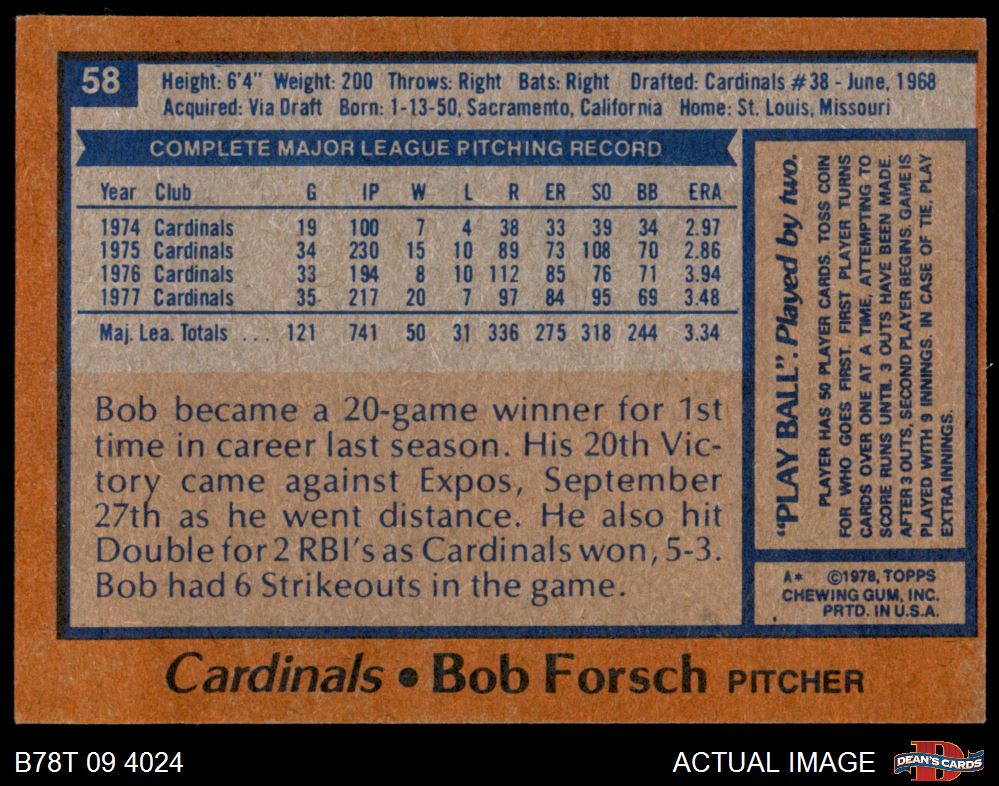 58
Height: 6'4" Weight: 200 Throws: Right Bats: Right Drafted: Cardinals #38 - June, 1968
Acquired: Via Draft Born: 1-13-50, Sacramento, California Home: St. Louis, Missouri
COMPLETE MAJOR LEAGUE PITCHING RECORD
Year Club G IP W L R ER SO BB ERA
1974 Cardinals 19 100 7 4 38 33 39 34 2.97
1975 Cardinals 34 230 15 10 89 73 108 70 2.86
1976 Cardinals 33 194 8 10 112 85 76 71 3.94
1977 Cardinals 35 217 20 7 97 84 95 69 3.48
Maj. Lea. Totals ... 121 741 50 31 336 275 318 244 3.34
Bob became a 20-game winner for 1st
time in career last season. His 20th Vic-
tory came against Expos, September
27th as he went distance. He also hit
Double for 2 RBI's as Cardinals won, 5-3.
Bob had 6 Strikeouts in the game.
"PLAY BALL". Played by two.
PLAYER HAS 50 PLAYER CARDS. TOSS COIN
FOR WHO GOES FIRST. FIRST PLAYER TURNS
CARDS OVER ONE AT A TIME, ATTEMPTING TO
SCORE RUNS UNTIL 3 OUTS HAVE BEEN MADE.
AFTER 3 OUTS, SECOND PLAYER BEGINS. GAME IS
PLAYED WITH 9 INNINGS. IN CASE OF TIE, PLAY
EXTRA INNINGS.
A* ©1978, TOPPS
CHEWING GUM, INC.
PRTD. IN U.S.A.
Cardinals • Bob Forsch PITCHER
B78T 09 4024
ACTUAL IMAGE
DEAN'S CARDS